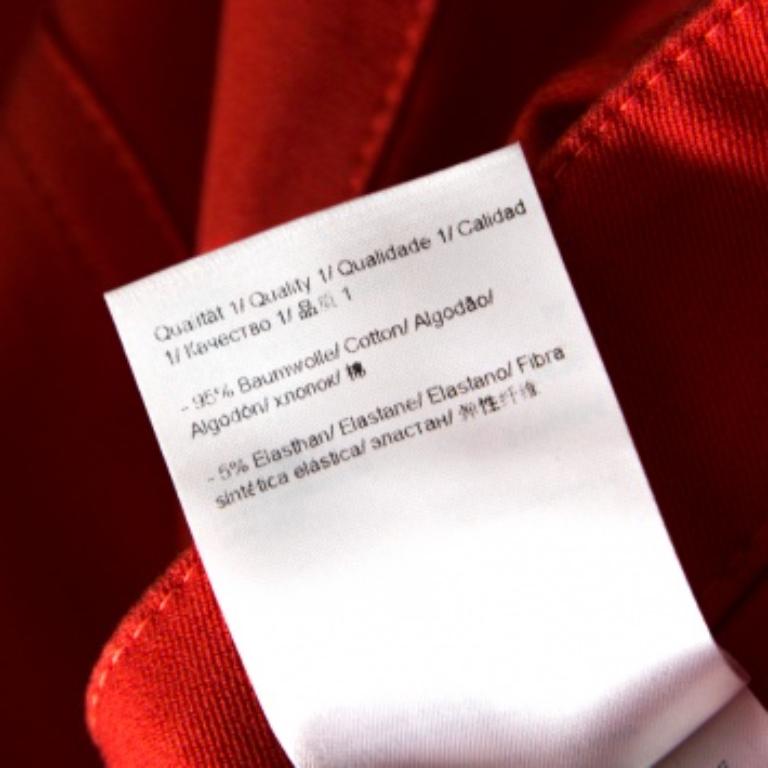 Qualität 1/ Quality 1/ Qualidade 1/ Calidad
1/ Качество 1/ 品质 1
- 95% Baumwolle/ Cotton/ Algodão/
Algodón/ хлопок/ 棉
- 5% Elasthan/ Elastane/ Elastano/ Fibra
sintética elástica/ эластан/ 弹性纤维